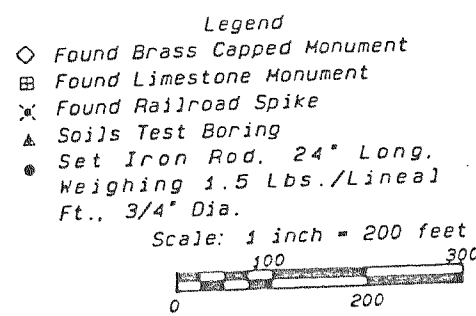 Legend
Found Brass Capped Monument
Found Limestone Monument
Found Railroad Spike
Soils Test Boring
Set Iron Rod, 24" Long,
Weighing 1.5 Lbs./Lineal
Ft., 3/4" Dia.
Scale: 1 inch = 200 feet
100 300
0 200